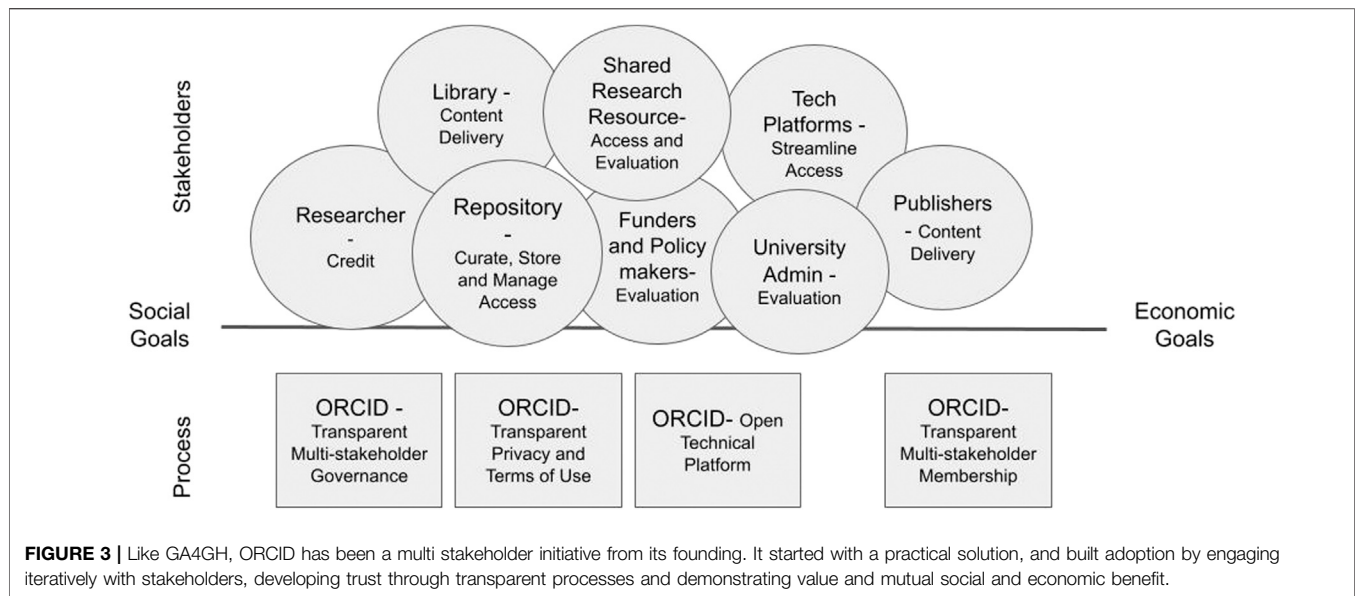 Stakeholders
Library -
Content
Delivery
Shared
Research
Resource-
Access and
Evaluation
Tech
Platforms -
Streamline
Access
Researcher
-
Credit
Repository
-
Curate, Store
and Manage
Access
Funders
and Policy
makers-
Evaluation
University
Admin -
Evaluation
Publishers
- Content
Delivery
Social
Goals
Economic
Goals
Process
ORCID -
Transparent
Multi-stakeholder
Governance
ORCID-
Transparent
Privacy and
Terms of Use
ORCID- Open
Technical
Platform
ORCID-
Transparent
Multi-stakeholder
Membership
FIGURE 3 | Like GA4GH, ORCID has been a multi stakeholder initiative from its founding. It started with a practical solution, and built adoption by engaging
iteratively with stakeholders, developing trust through transparent processes and demonstrating value and mutual social and economic benefit.